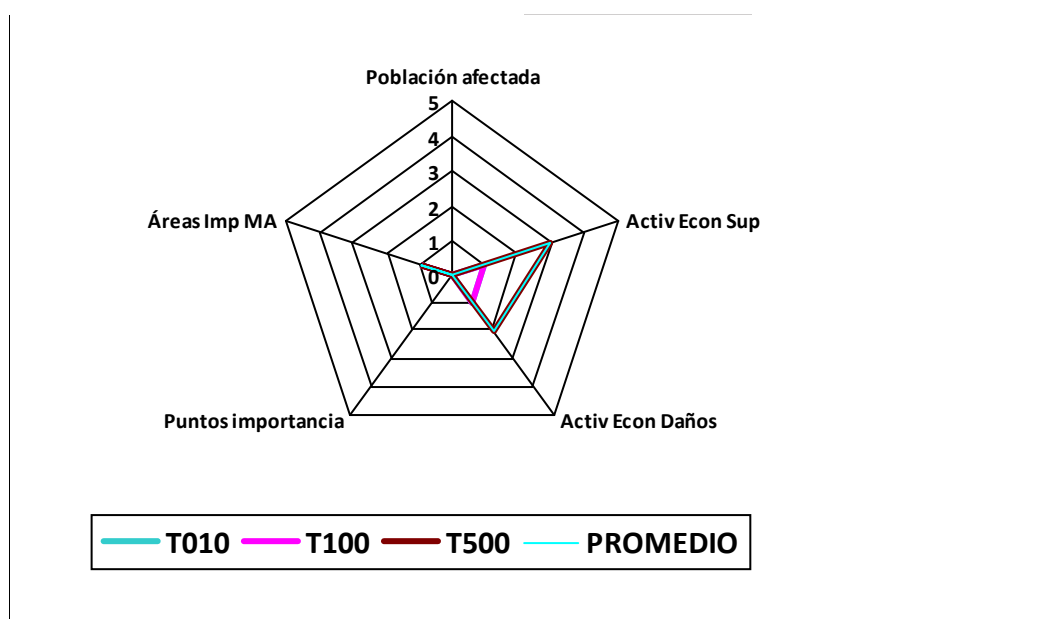 Población afectada
5
4
3
2
1
0
Áreas Imp MA
Activ Econ Sup
Puntos importancia
Activ Econ Daños
T010 T100 T500 PROMEDIO